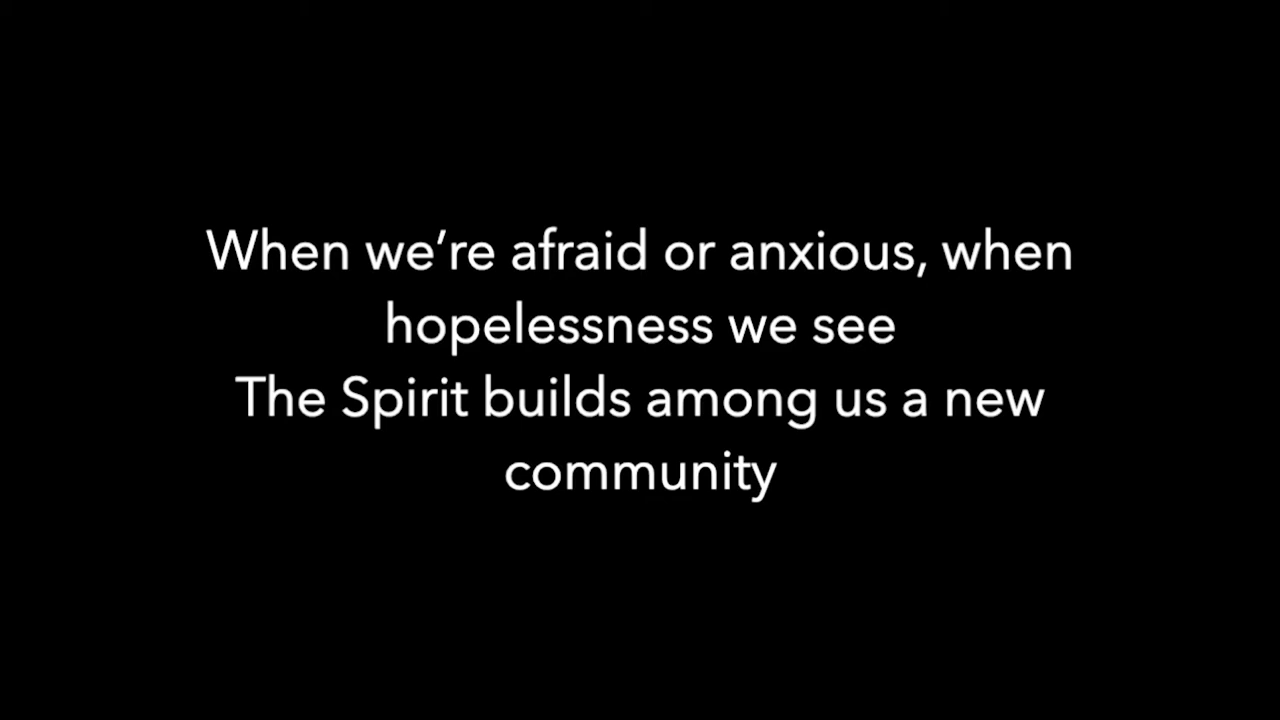 When we’re afraid or anxious, when
hopelessness we see
The Spirit builds among us a new
community